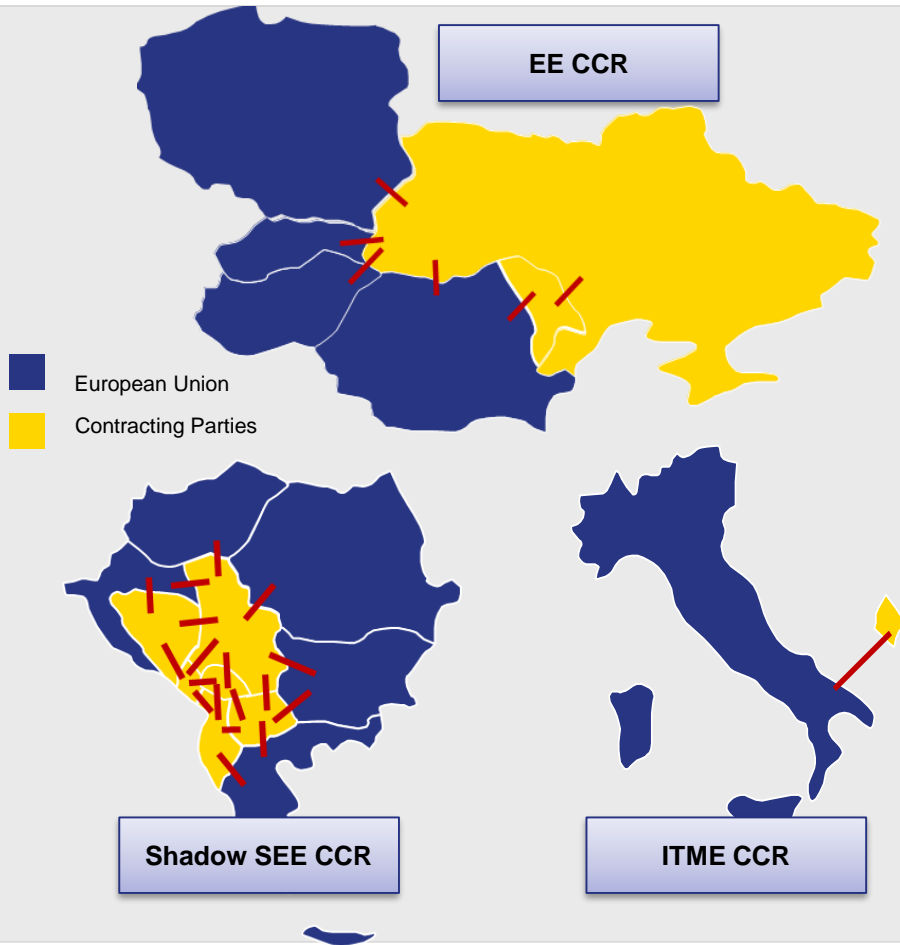 EE CCR
European Union
Contracting Parties
Shadow SEE CCR
ITME CCR